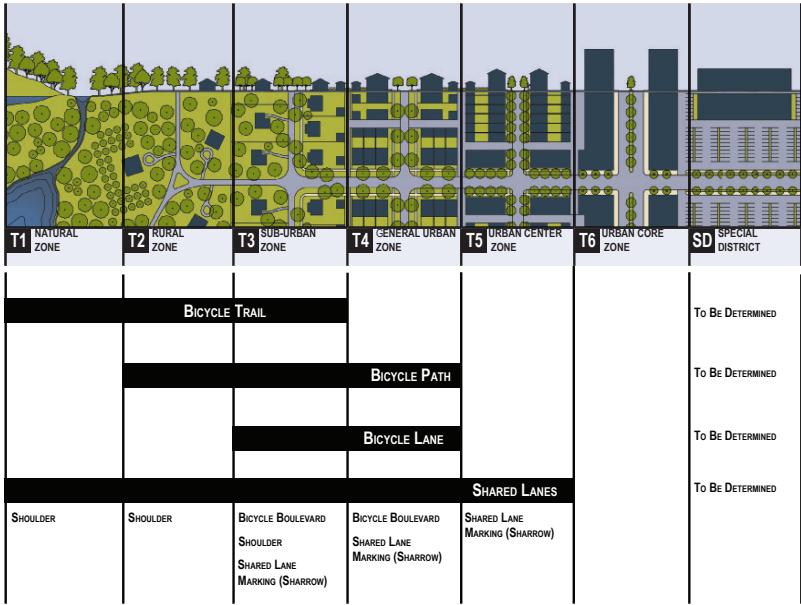 T1 NATURAL ZONE
T2 RURAL ZONE
T3 SUB-URBAN ZONE
T4 GENERAL URBAN ZONE
T5 URBAN CENTER ZONE
T6 URBAN CORE ZONE
SD SPECIAL DISTRICT
BICYCLE TRAIL
TO BE DETERMINED
BICYCLE PATH
TO BE DETERMINED
BICYCLE LANE
TO BE DETERMINED
SHARED LANES
TO BE DETERMINED
SHOULDER
SHOULDER
BICYCLE BOULEVARD
SHOULDER
SHARED LANE
MARKING (SHARROW)
BICYCLE BOULEVARD
SHARED LANE
MARKING (SHARROW)
SHARED LANE
MARKING (SHARROW)